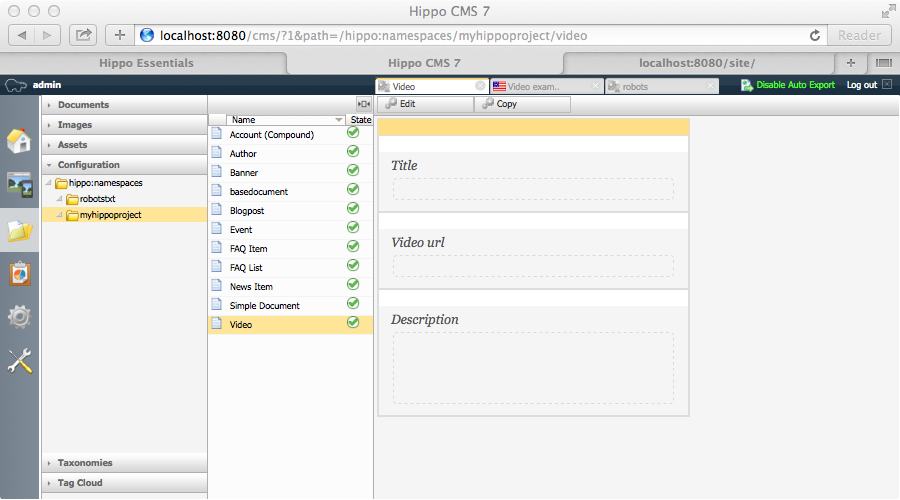 Hippo CMS 7
localhost:8080/cms/?1&path=/hippo:namespaces/myhippoproject/video
Reader
Hippo Essentials
Hippo CMS 7
localhost:8080/site/
admin
Video
Video exam..
robots
Disable Auto Export
Log out
Documents
Images
Assets
Configuration
hippo:namespaces
robotstxt
myhippoproject
Taxonomies
Tag Cloud
Name State
Account (Compound)
Author
Banner
basedocument
Blogpost
Event
FAQ Item
FAQ List
News Item
Simple Document
Video
Edit
Copy
Title
Video url
Description